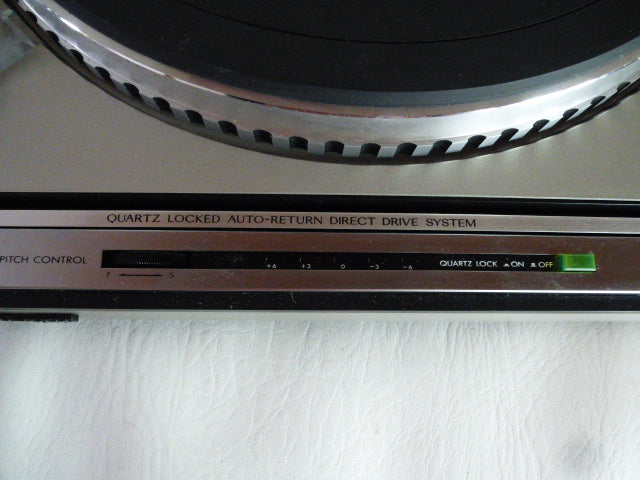 QUARTZ LOCKED AUTO-RETURN DIRECT DRIVE SYSTEM
PITCH CONTROL +6 +3 0 -3 -6 QUARTZ LOCK ON OFF
F S